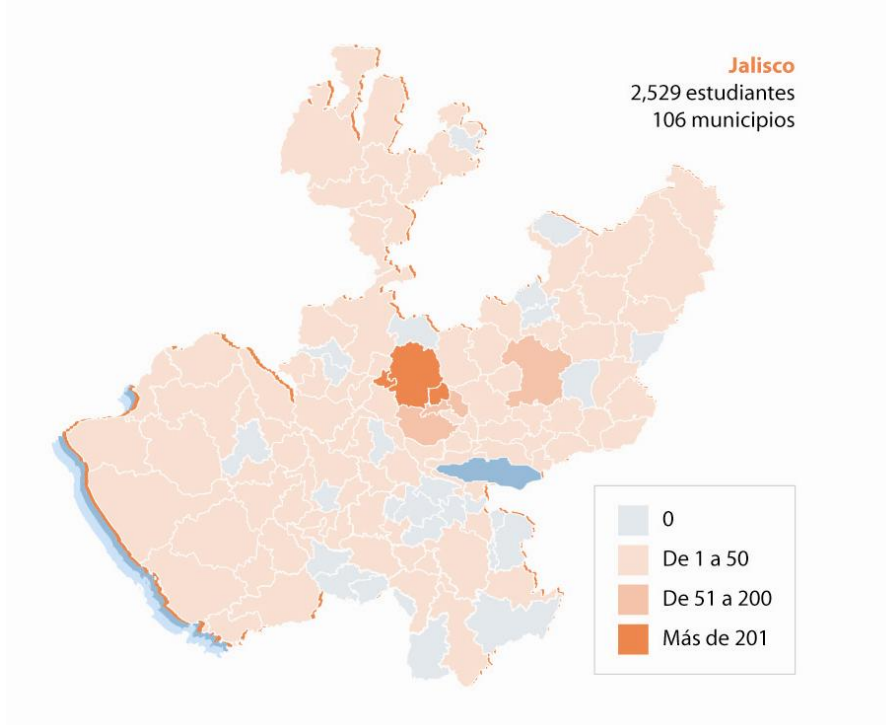 Jalisco
2,529 estudiantes
106 municipios
0
De 1 a 50
De 51 a 200
Más de 201